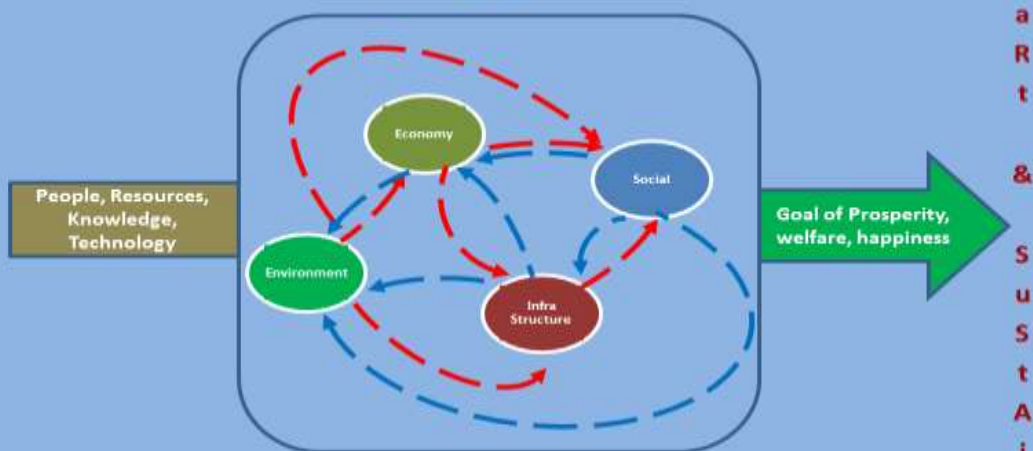 People, Resources,
Knowledge,
Technology
Economy
Social
Environment
Infra
Structure
Goal of Prosperity,
welfare, happiness
a
R
t
&
S
u
S
t
A
i